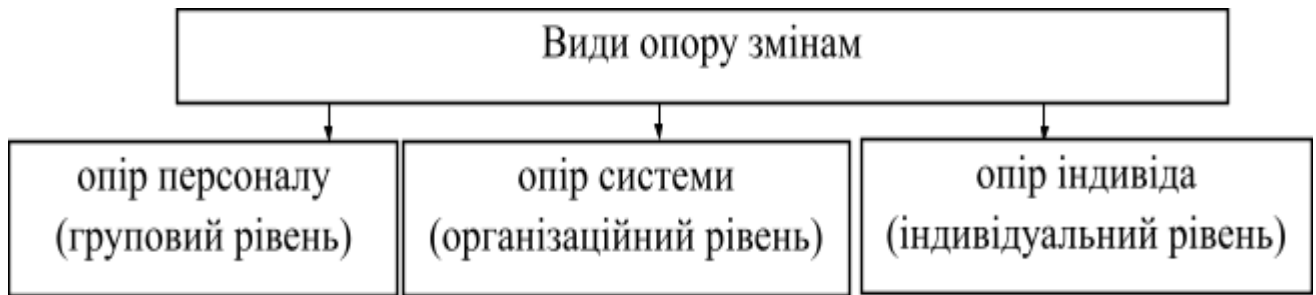 Види опору змінам
опір персоналу
(груповий рівень)
опір системи
(організаційний рівень)
опір індивіда
(індивідуальний рівень)